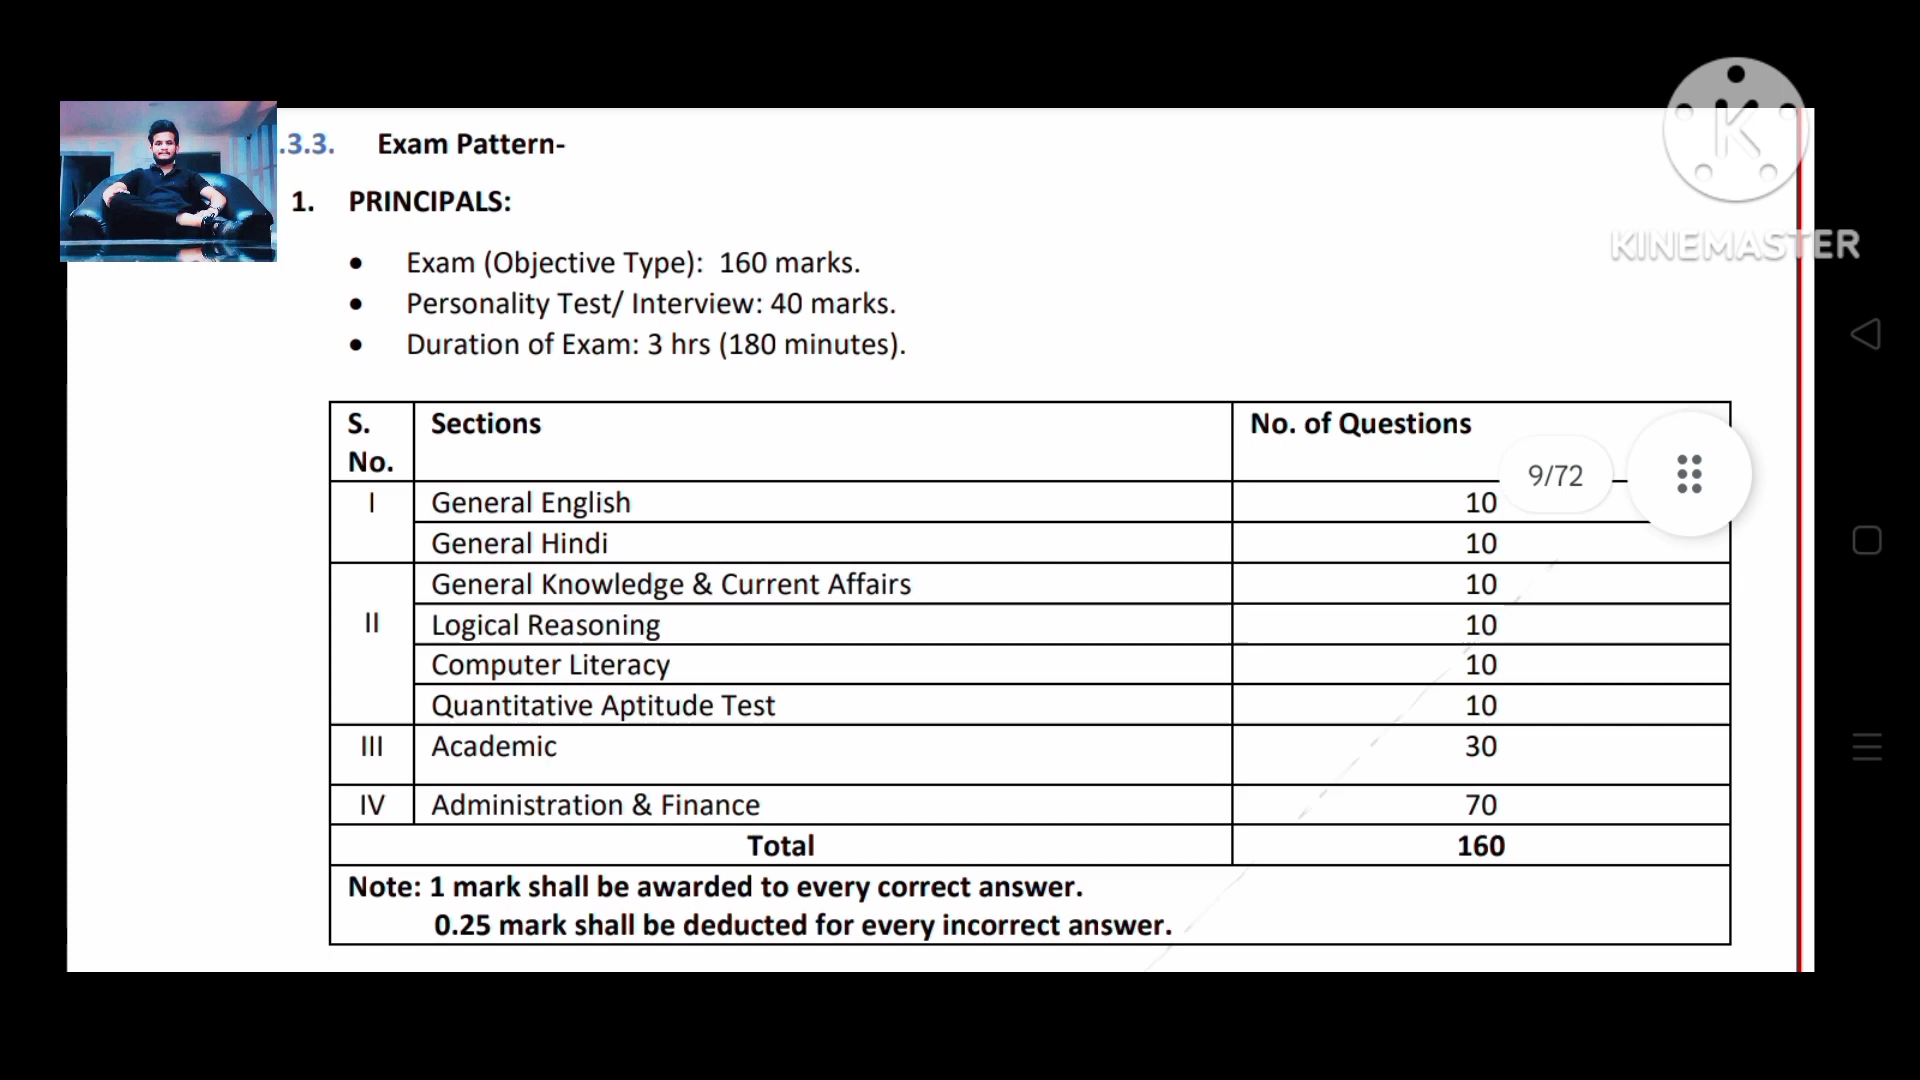 .3.3. Exam Pattern-
1. PRINCIPALS:
• Exam (Objective Type): 160 marks.
• Personality Test/ Interview: 40 marks.
• Duration of Exam: 3 hrs (180 minutes).
K
KINEMASTER
S. No. Sections No. of Questions
9/72
I General English 10
General Hindi 10
II General Knowledge & Current Affairs 10
Logical Reasoning 10
Computer Literacy 10
Quantitative Aptitude Test 10
III Academic 30
IV Administration & Finance 70
Total 160
Note: 1 mark shall be awarded to every correct answer.
0.25 mark shall be deducted for every incorrect answer.